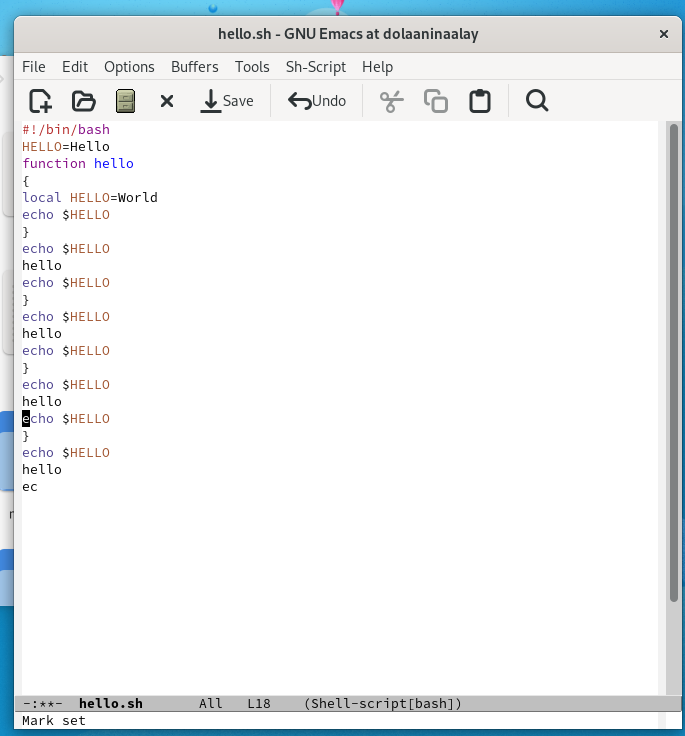 hello.sh - GNU Emacs at dolaaninaalay
File Edit Options Buffers Tools Sh-Script Help
Save Undo
#!/bin/bash
HELLO=Hello
function hello
{
local HELLO=World
echo $HELLO
}
echo $HELLO
hello
echo $HELLO
}
echo $HELLO
hello
echo $HELLO
}
echo $HELLO
hello
echo $HELLO
}
echo $HELLO
hello
ec
-:**- hello.sh All L18 (Shell-script[bash])
Mark set